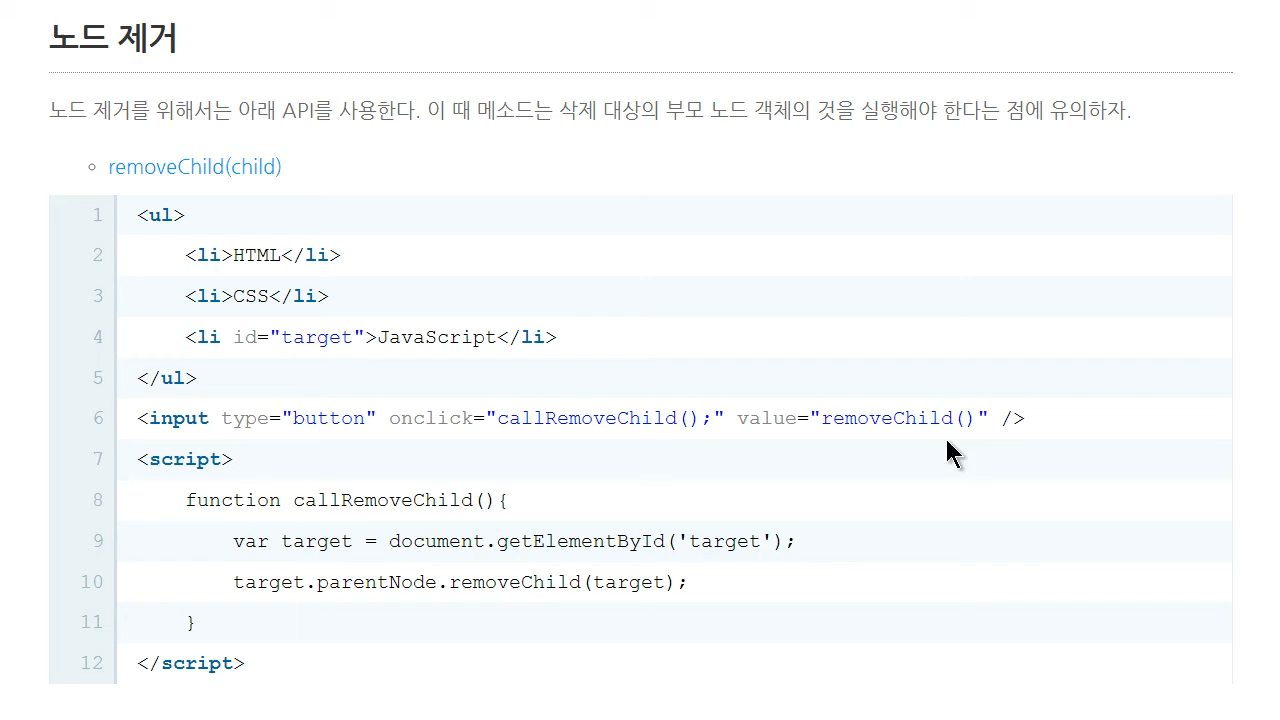 노드 제거
노드 제거를 위해서는 아래 API를 사용한다. 이 때 메소드는 삭제 대상의 부모 노드 객체의 것을 실행해야 한다는 점에 유의하자.
removeChild(child)
1 <ul>
2 <li>HTML</li>
3 <li>CSS</li>
4 <li id="target">JavaScript</li>
5 </ul>
6 <input type="button" onclick="callRemoveChild();" value="removeChild()" />
7 <script>
8 function callRemoveChild(){
9 var target = document.getElementById('target');
10 target.parentNode.removeChild(target);
11 }
12 </script>